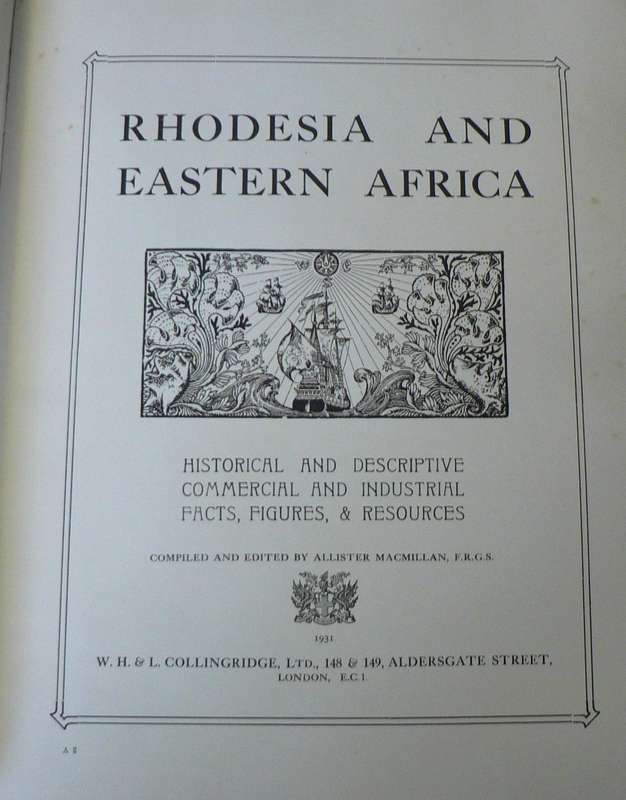 RHODESIA AND
EASTERN AFRICA
HISTORICAL AND DESCRIPTIVE
COMMERCIAL AND INDUSTRIAL
FACTS, FIGURES, & RESOURCES
COMPILED AND EDITED BY ALLISTER MACMILLAN, F.R.G.S.
1931
W. H. & L. COLLINGRIDGE, LTD., 148 & 149, ALDERSGATE STREET,
LONDON, E.C.1